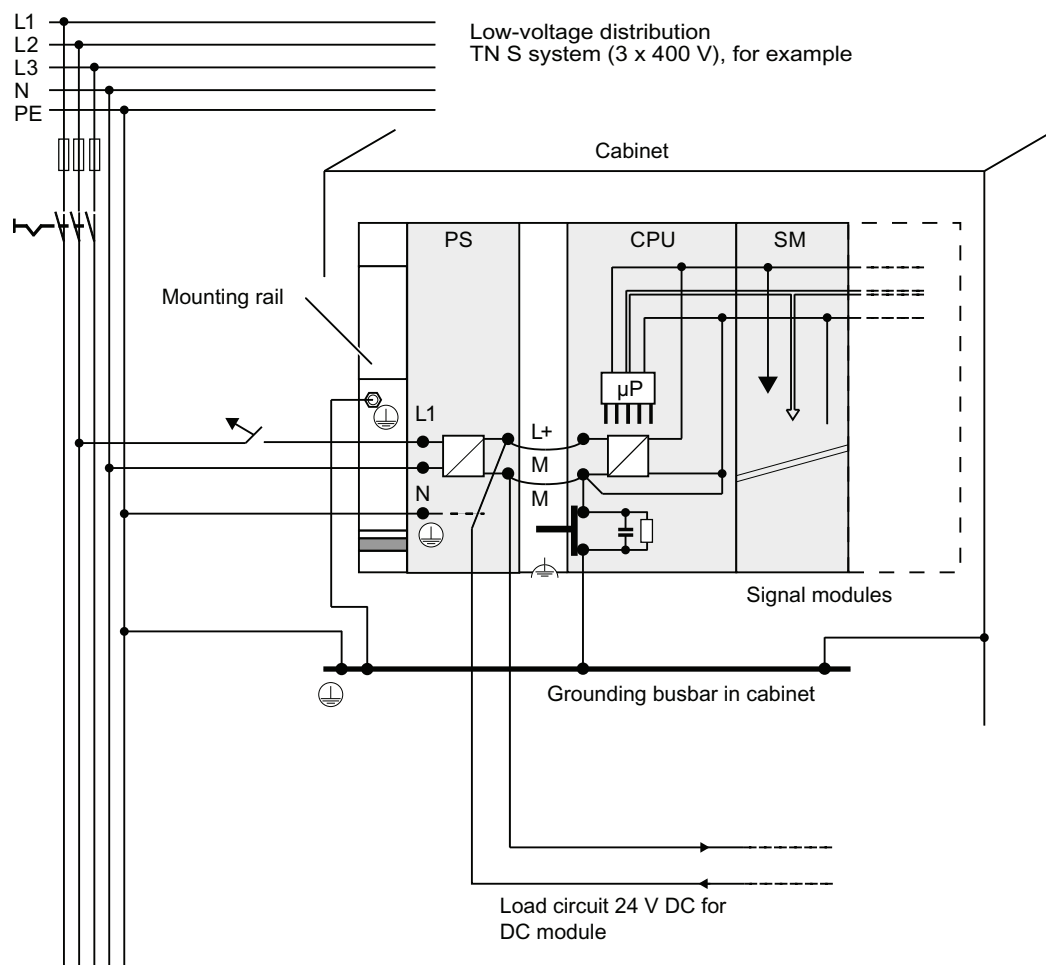 L1
L2
L3
N
PE
Low-voltage distribution
TN S system (3 x 400 V), for example
Cabinet
PS
CPU
SM
Mounting rail
µP
L1
L+
M
N
M
Signal modules
Grounding busbar in cabinet
Load circuit 24 V DC for
DC module